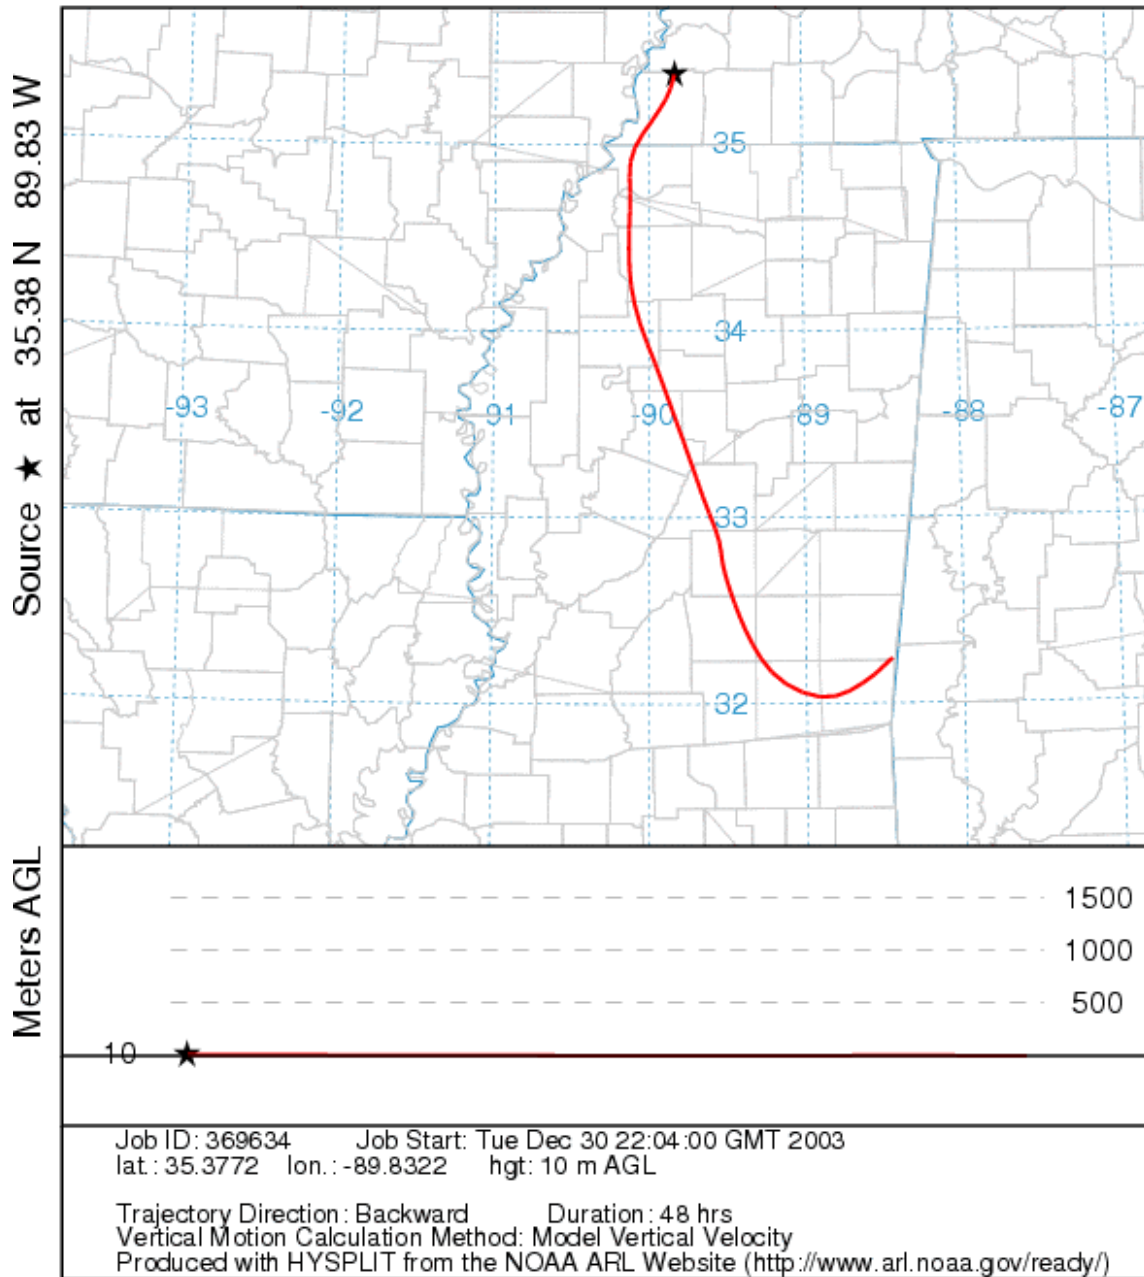 Source ★ at 35.38 N 89.83 W
35
34
-93
-92
-91
-90
-89
-88
-87
33
32
Meters AGL
1500
1000
500
10
Job ID: 369634 Job Start: Tue Dec 30 22:04:00 GMT 2003
lat.: 35.3772 lon.: -89.8322 hgt: 10 m AGL
Trajectory Direction: Backward Duration: 48 hrs
Vertical Motion Calculation Method: Model Vertical Velocity
Produced with HYSPLIT from the NOAA ARL Website (http://www.arl.noaa.gov/ready/)